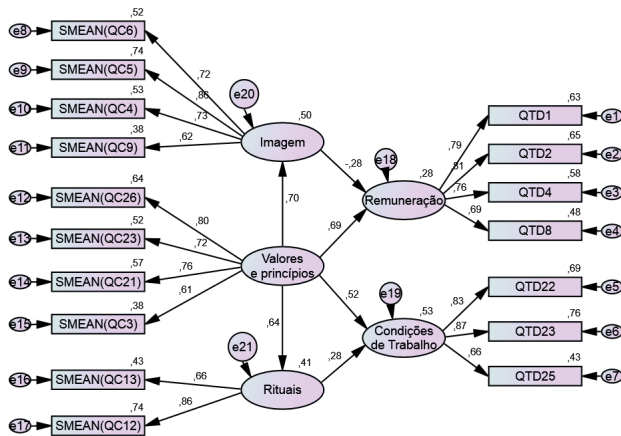 ,52
e8 SMEAN(QC6)
,74
e9 SMEAN(QC5)
,53
e10 SMEAN(QC4)
,38
e11 SMEAN(QC9)
,72
,86
,73
,62
e20
,50
Imagem
,64
e12 SMEAN(QC26)
,52
e13 SMEAN(QC23)
,57
e14 SMEAN(QC21)
,38
e15 SMEAN(QC3)
,80
,72
,76
,61
Valores
e princípios
,70
,64
,43
e16 SMEAN(QC13)
,74
e17 SMEAN(QC12)
,66
,86
e21
,41
Rituais
-,28
,69
,52
,28
e18
,28
Remuneração
e19
,53
Condições
de Trabalho
,79
,81
,76
,69
,63
QTD1 e1
,65
QTD2 e2
,58
QTD4 e3
,48
QTD8 e4
,83
,87
,66
,69
QTD22 e5
,76
QTD23 e6
,43
QTD25 e7